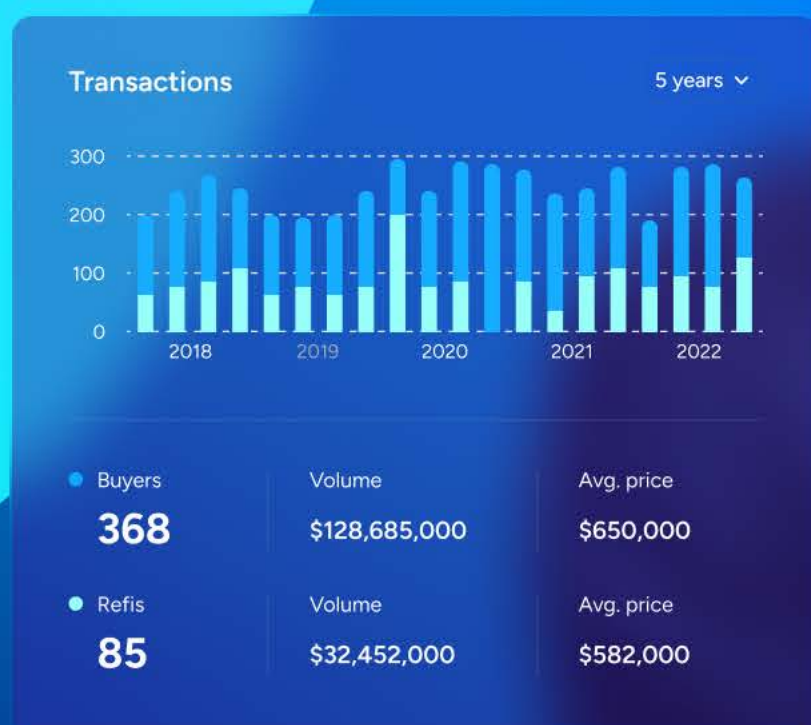 Transactions
5 years
300
200
100
0
2018 2019 2020 2021 2022
Buyers Volume Avg. price
368 $128,685,000 $650,000
Refis Volume Avg. price
85 $32,452,000 $582,000